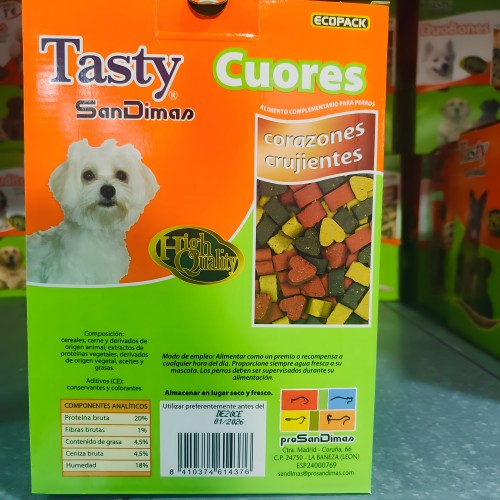 ECOPACK
Tasty
®
SanDimas
Cuores
ALIMENTO COMPLEMENTARIO PARA PERROS
corazones
crujientes
High
Quality
Composición:
cereales, carne y derivados de
origen animal, extractos de
proteínas vegetales, derivados
de origen vegetal, aceites y
grasas.
Aditivos (CE):
conservantes y colorantes.
Modo de empleo: Alimentar como un premio o recompensa a
cualquier hora del día. Proporcione siempre agua fresca a su
mascota. Los perros deben ser supervisados durante su
alimentación.
Almacenar en lugar seco y fresco.
COMPONENTES ANALÍTICOS
Proteína bruta 20%
Fibras brutas 1%
Contenido de grasa 4,5%
Ceniza bruta 4,5%
Humedad 18%
Utilizar preferentemente antes del
01/2026
8 410374 614376
proSanDimas
Ctra. Madrid - Coruña, 66
C.P. 24750 - LA BAÑEZA (LEÓN)
ESP24000769
sandimas@prosandimas.com
DuoBones
Tasty